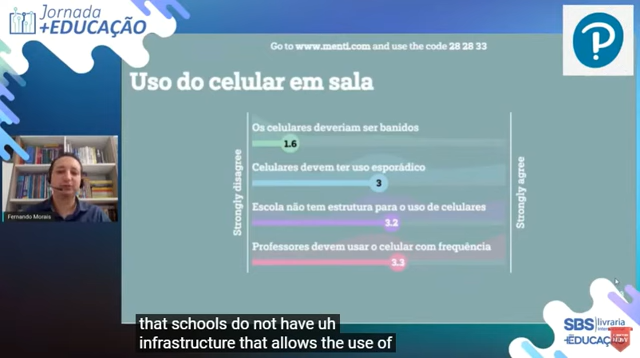 Jornada
+EDUCAÇÃO
Go to www.menti.com and use the code 28 28 33
Uso do celular em sala
Os celulares deveriam ser banidos
1.6
Celulares devem ter uso esporádico
3
Escola não tem estrutura para o uso de celulares
3.2
Professores devem usar o celular com frequência
3.3
Strongly disagree
Strongly agree
Fernando Morais
that schools do not have uh
infrastructure that allows the use of
SBS livraria
EDUCAÇÃO